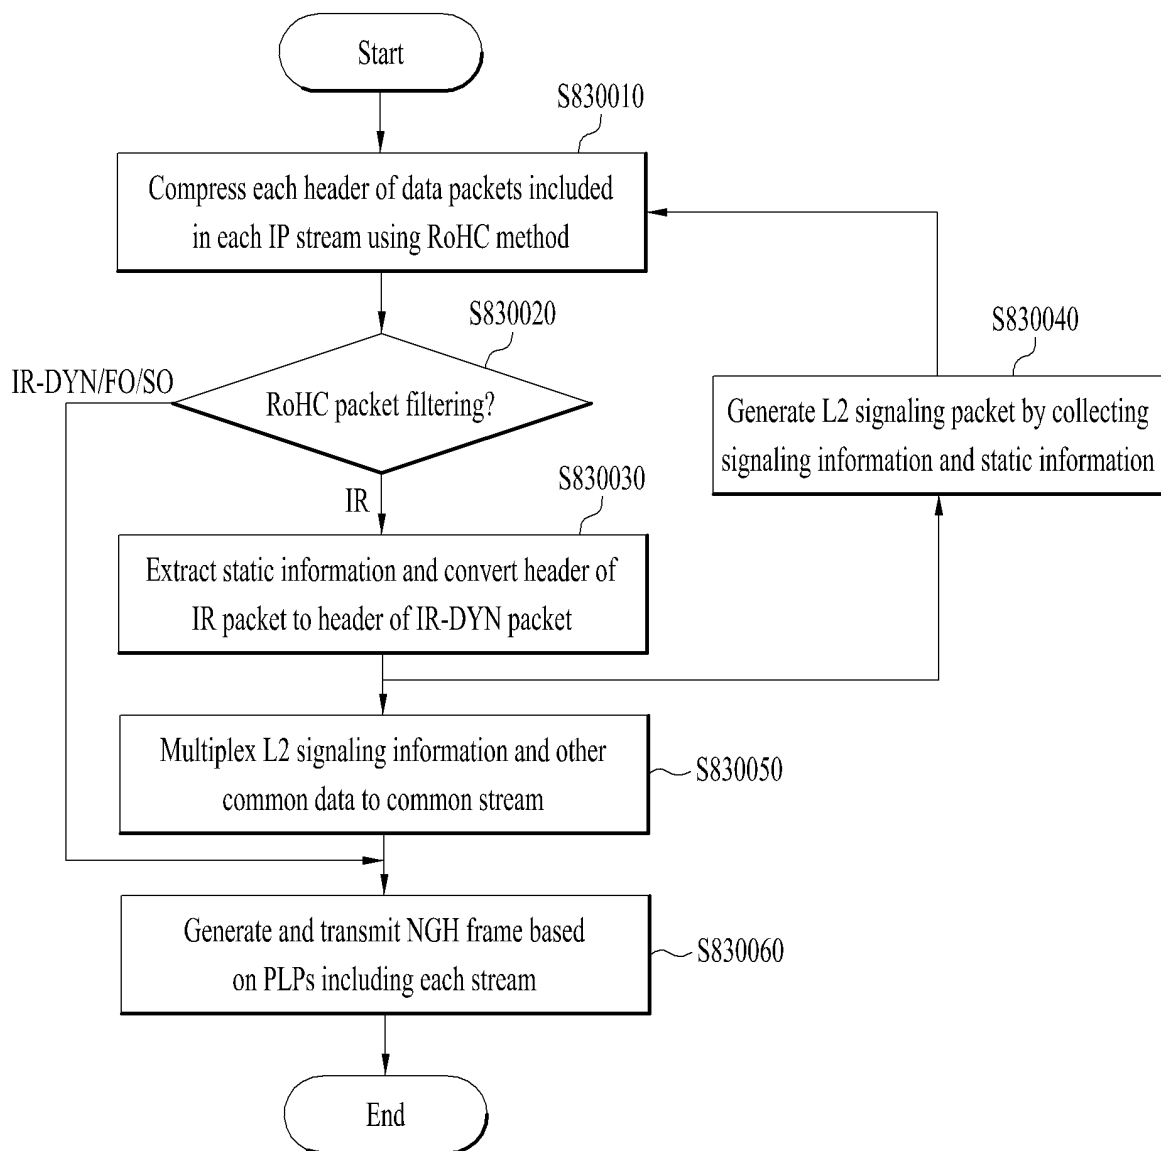 Start
S830010
Compress each header of data packets included
in each IP stream using RoHC method
S830020
IR-DYN/FO/SO
RoHC packet filtering?
S830040
Generate L2 signaling packet by collecting
signaling information and static information
IR
S830030
Extract static information and convert header of
IR packet to header of IR-DYN packet
Multiplex L2 signaling information and other
common data to common stream
S830050
Generate and transmit NGH frame based
on PLPs including each stream
S830060
End